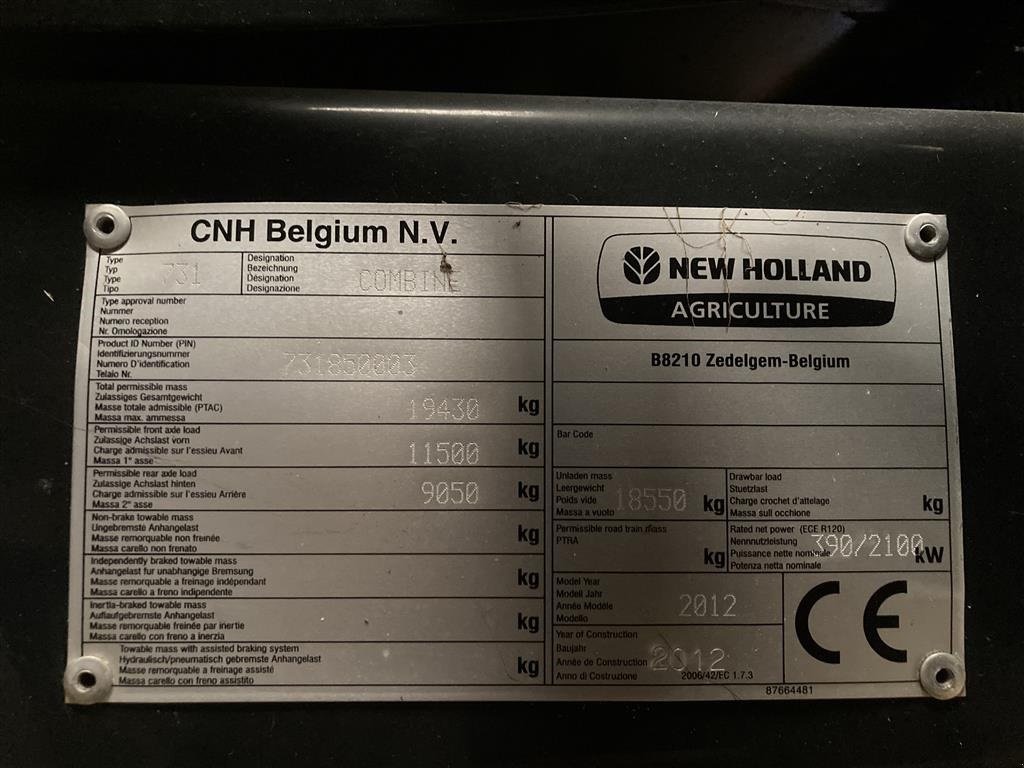 CNH Belgium N.V.
Type
Typ
Type
Tipo
731
Designation
Bezeichnung
Désignation
Designazione
COMBINE
Type approval number
Nummer
Numero reception
Nr. Omologazione
Product ID Number (PIN)
Identifizierungsnummer
Numero D'identification
Telaio Nr.
731850003
Total permissible mass
Zulassiges Gesamtgewicht
Masse totale admissible (PTAC)
Massa max. ammessa
19430 kg
Permissible front axle load
Zulassige Achslast vorn
Charge admissible sur l'essieu Avant
Massa 1° asse
11500 kg
Permissible rear axle load
Zulassige Achslast hinten
Charge admissible sur l'essieu Arrière
Massa 2° asse
9050 kg
Non-brake towable mass
Ungebremste Anhangelast
Masse remorquable non freinée
Massa carello non frenato
kg
Independently braked towable mass
Anhangelast fur unabhangige Bremsung
Masse remorquable a freinage indépendant
Massa carello a freno indipendente
kg
Inertia-braked towable mass
Auflaufgebremste Anhangelast
Masse remorquable freinée par inertie
Massa carello con freno a inerzia
kg
Towable mass with assisted braking system
Hydraulisch/pneumatisch gebremste Anhangelast
Masse remorquable a freinage assisté
Massa carello con freno assistito
kg
NEW HOLLAND
AGRICULTURE
B8210 Zedelgem-Belgium
Bar Code
Unladen mass
Leergewicht
Poids vide
Massa a vuoto
18550 kg
Drawbar load
Stuetzlast
Charge crochet d'attelage
Massa sull occhione
kg
Permissible road train mass
PTRA
kg
Rated net power (ECE R120)
Nennnutzleistung
Puissance nette nominale
Potenza netta nominale
390/2100 kW
Model Year
Modell Jahr
Année Modèle
Modello
2012
Year of Construction
Baujahr
Année de Construction
Anno di Costruzione
2012
2006/42/EC 1.7.3
CE
87664481